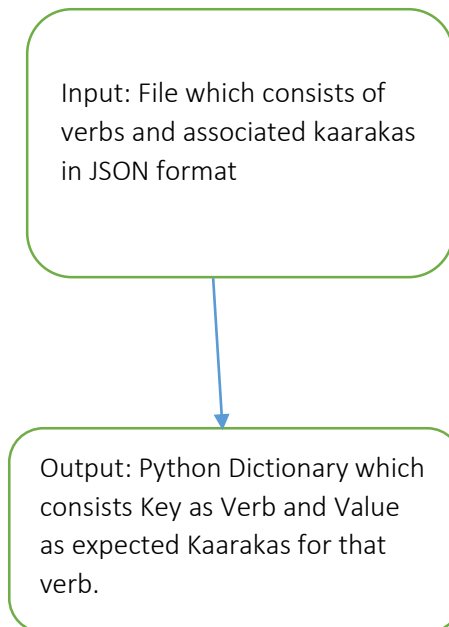 Input: File which consists of
verbs and associated kaarakas
in JSON format
Output: Python Dictionary which
consists Key as Verb and Value
as expected Kaarakas for that
verb.